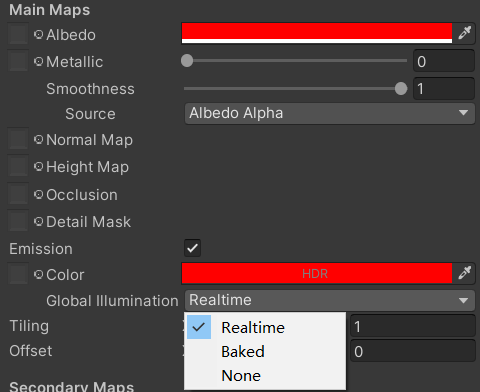 Main Maps
Albedo
Metallic 0
Smoothness 1
Source Albedo Alpha
Normal Map
Height Map
Occlusion
Detail Mask
Emission
Color HDR
Global Illumination Realtime
Tiling 1
Realtime
Offset 0
Baked
None
Secondary Maps